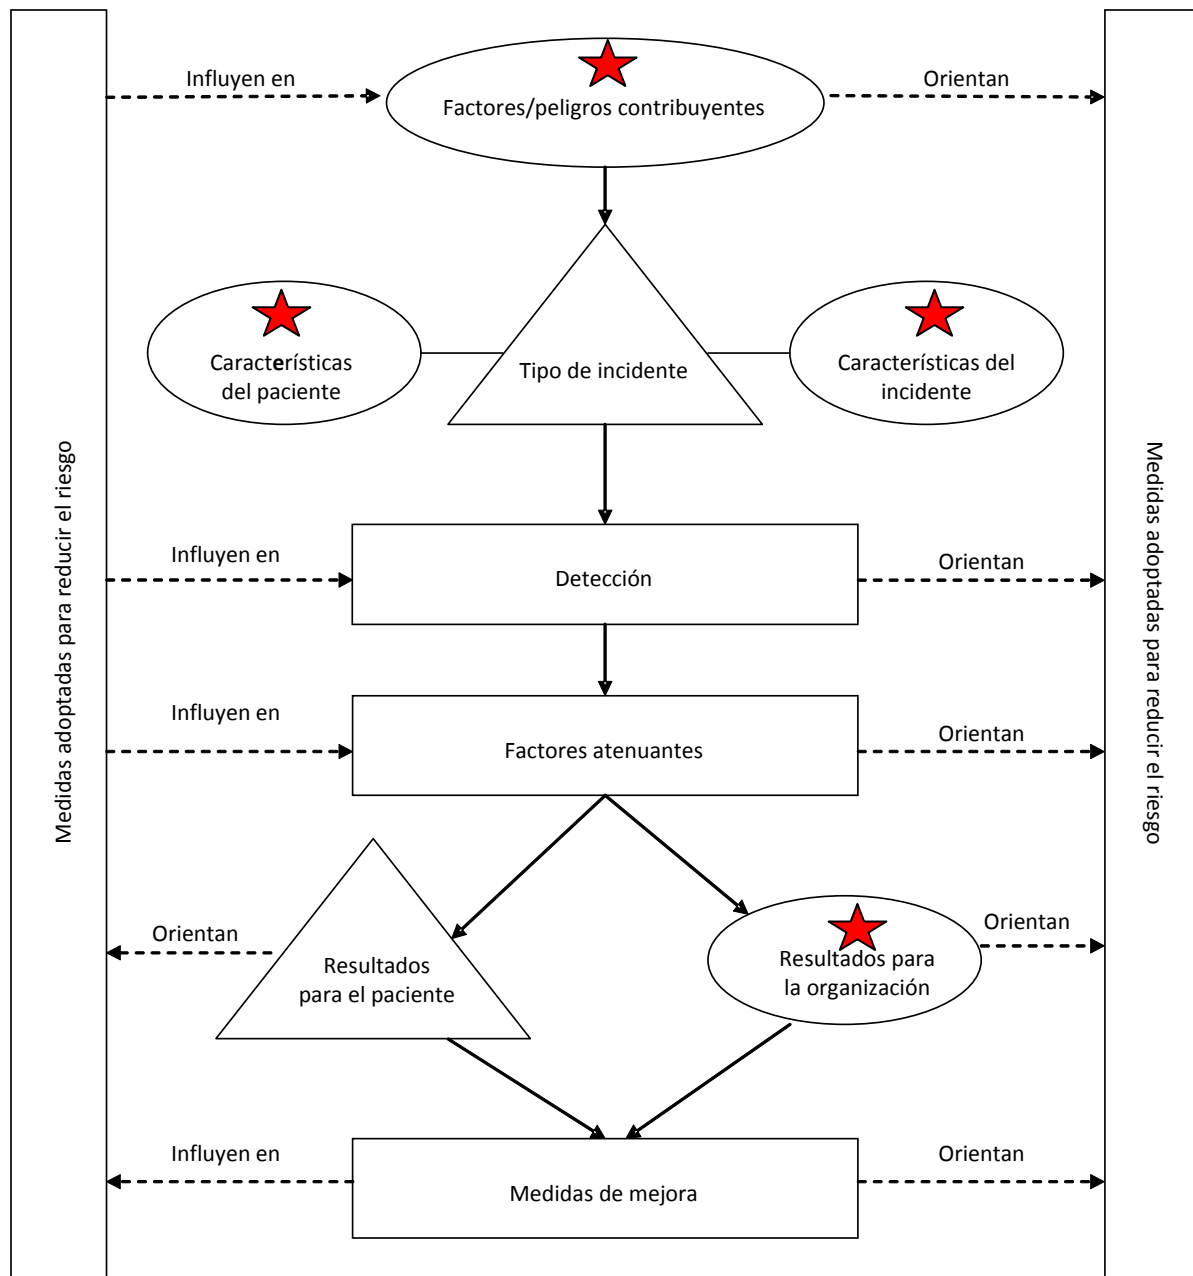 Influyen en
Orientan
Factores/peligros contribuyentes
Características
del paciente
Tipo de incidente
Características del
incidente
Medidas adoptadas para reducir el riesgo
Medidas adoptadas para reducir el riesgo
Influyen en
Detección
Orientan
Influyen en
Factores atenuantes
Orientan
Orientan
Resultados
para el paciente
Resultados para
la organización
Orientan
Influyen en
Medidas de mejora
Orientan